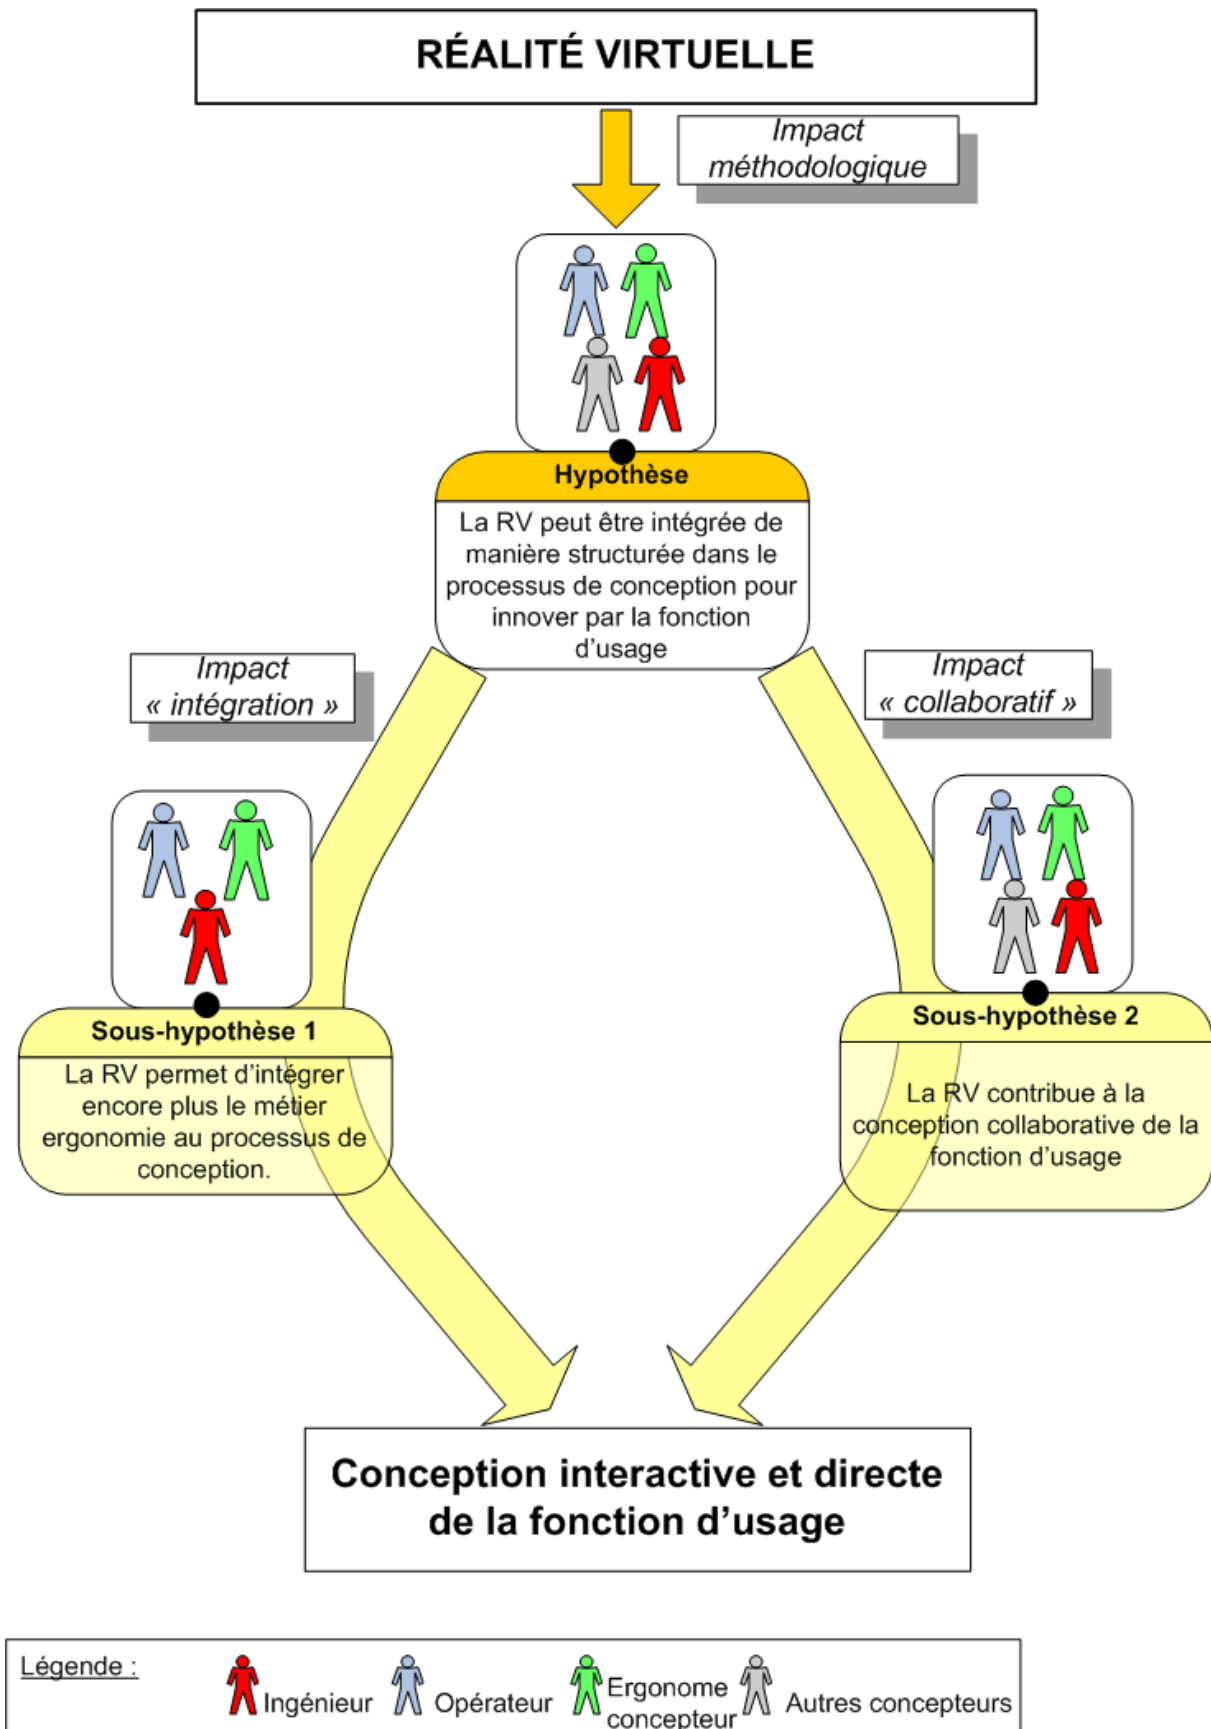 RÉALITÉ VIRTUELLE
Impact
méthodologique
Hypothèse
La RV peut être intégrée de
manière structurée dans le
processus de conception pour
innover par la fonction
d’usage
Impact
« intégration »
Impact
« collaboratif »
Sous-hypothèse 1
La RV permet d’intégrer
encore plus le métier
ergonomie au processus de
conception.
Sous-hypothèse 2
La RV contribue à la
conception collaborative de la
fonction d’usage
Conception interactive et directe
de la fonction d’usage
Légende :
Ingénieur
Opérateur
Ergonome
concepteur
Autres concepteurs